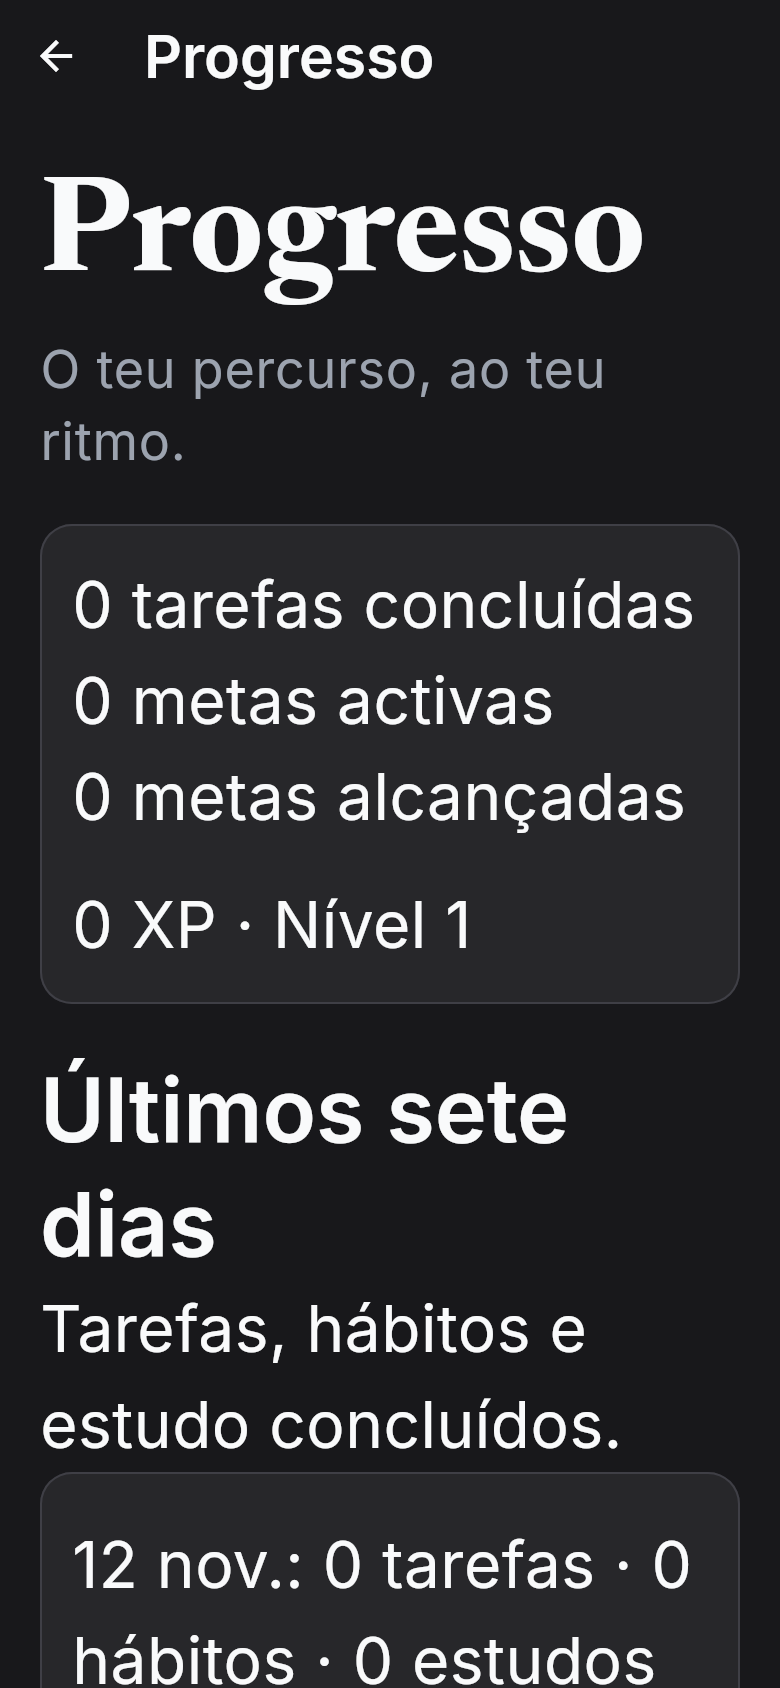 Progresso
Progresso
O teu percurso, ao teu
ritmo.
0 tarefas concluídas
0 metas activas
0 metas alcançadas
0 XP · Nível 1
Últimos sete
dias
Tarefas, hábitos e
estudo concluídos.
12 nov.: 0 tarefas · 0
hábitos · 0 estudos